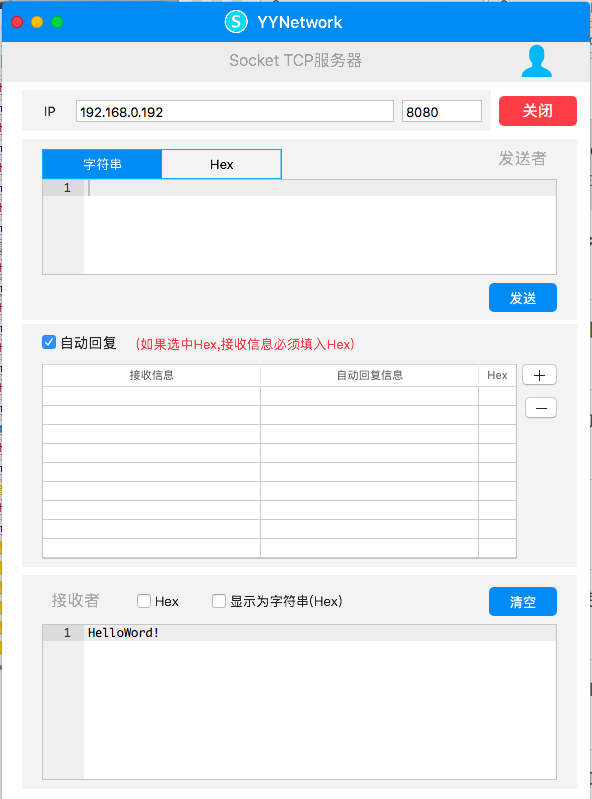 S YYNetwork
Socket TCP服务器
IP 192.168.0.192 8080 关闭
字符串 Hex 发送者
1
发送
自动回复 (如果选中Hex,接收信息必须填入Hex)
接收信息 自动回复信息 Hex +
−
接收者 Hex 显示为字符串(Hex) 清空
1 HelloWord!